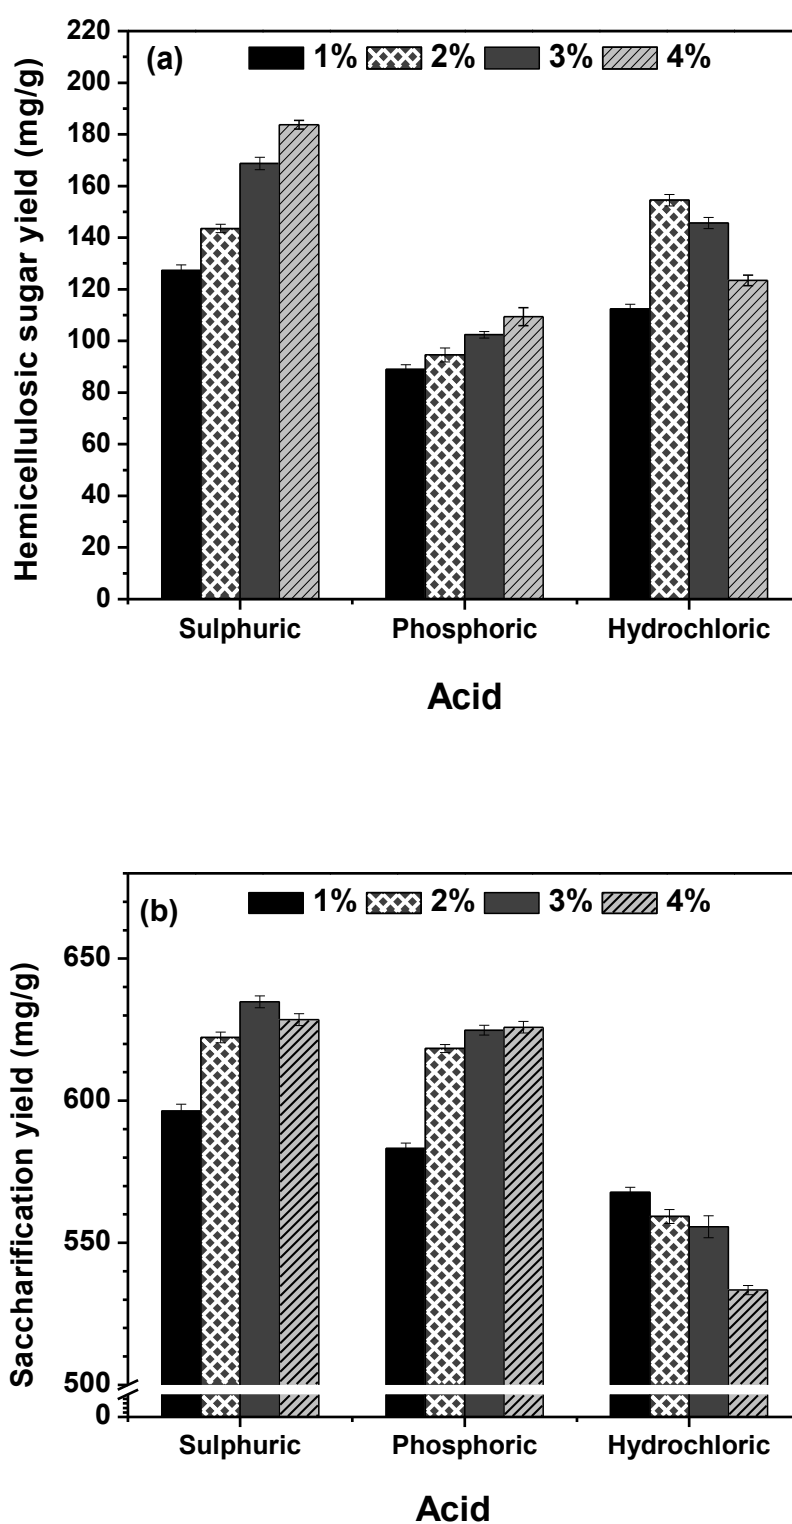 (a) 1% 2% 3% 4%
Hemicellulosic sugar yield (mg/g)
220
200
180
160
140
120
100
80
60
40
20
0
Sulphuric Phosphoric Hydrochloric
Acid
(b) 1% 2% 3% 4%
Saccharification yield (mg/g)
650
600
550
500
0
Sulphuric Phosphoric Hydrochloric
Acid